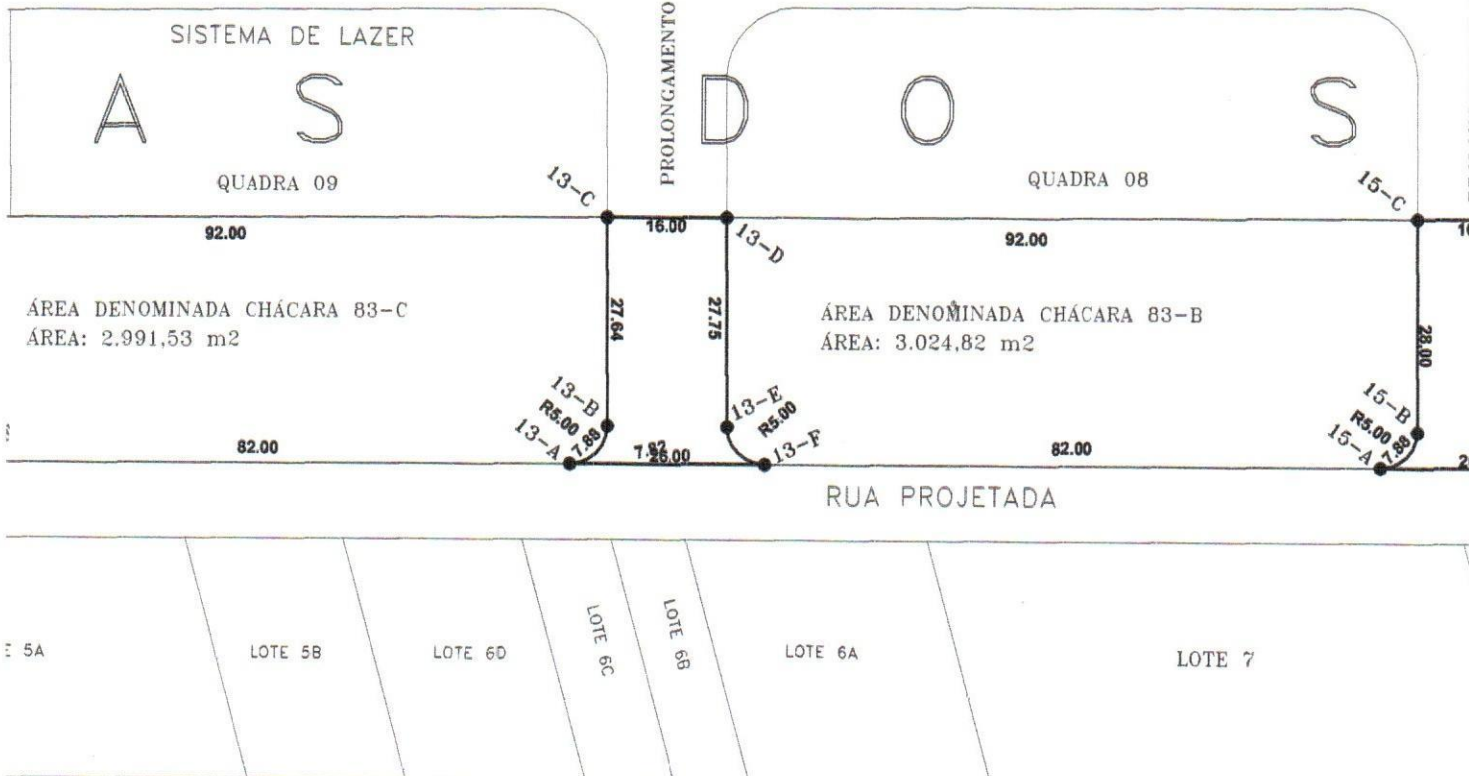 SISTEMA DE LAZER
PROLONGAMENTO
A S D O S
QUADRA 09
QUADRA 08
13-C
15-C
92.00
16.00
13-D
92.00
ÁREA DENOMINADA CHÁCARA 83-C
ÁREA: 2.991,53 m2
27.64
27.75
ÁREA DENOMINADA CHÁCARA 83-B
ÁREA: 3.024,82 m2
28.00
13-B
R5.00
13-A
7.88
13-E
R5.00
13-F
15-B
R5.00
15-A
7.88
82.00
7.82
26.00
82.00
RUA PROJETADA
5A
LOTE 5B
LOTE 6D
LOTE 6C
LOTE 6B
LOTE 6A
LOTE 7